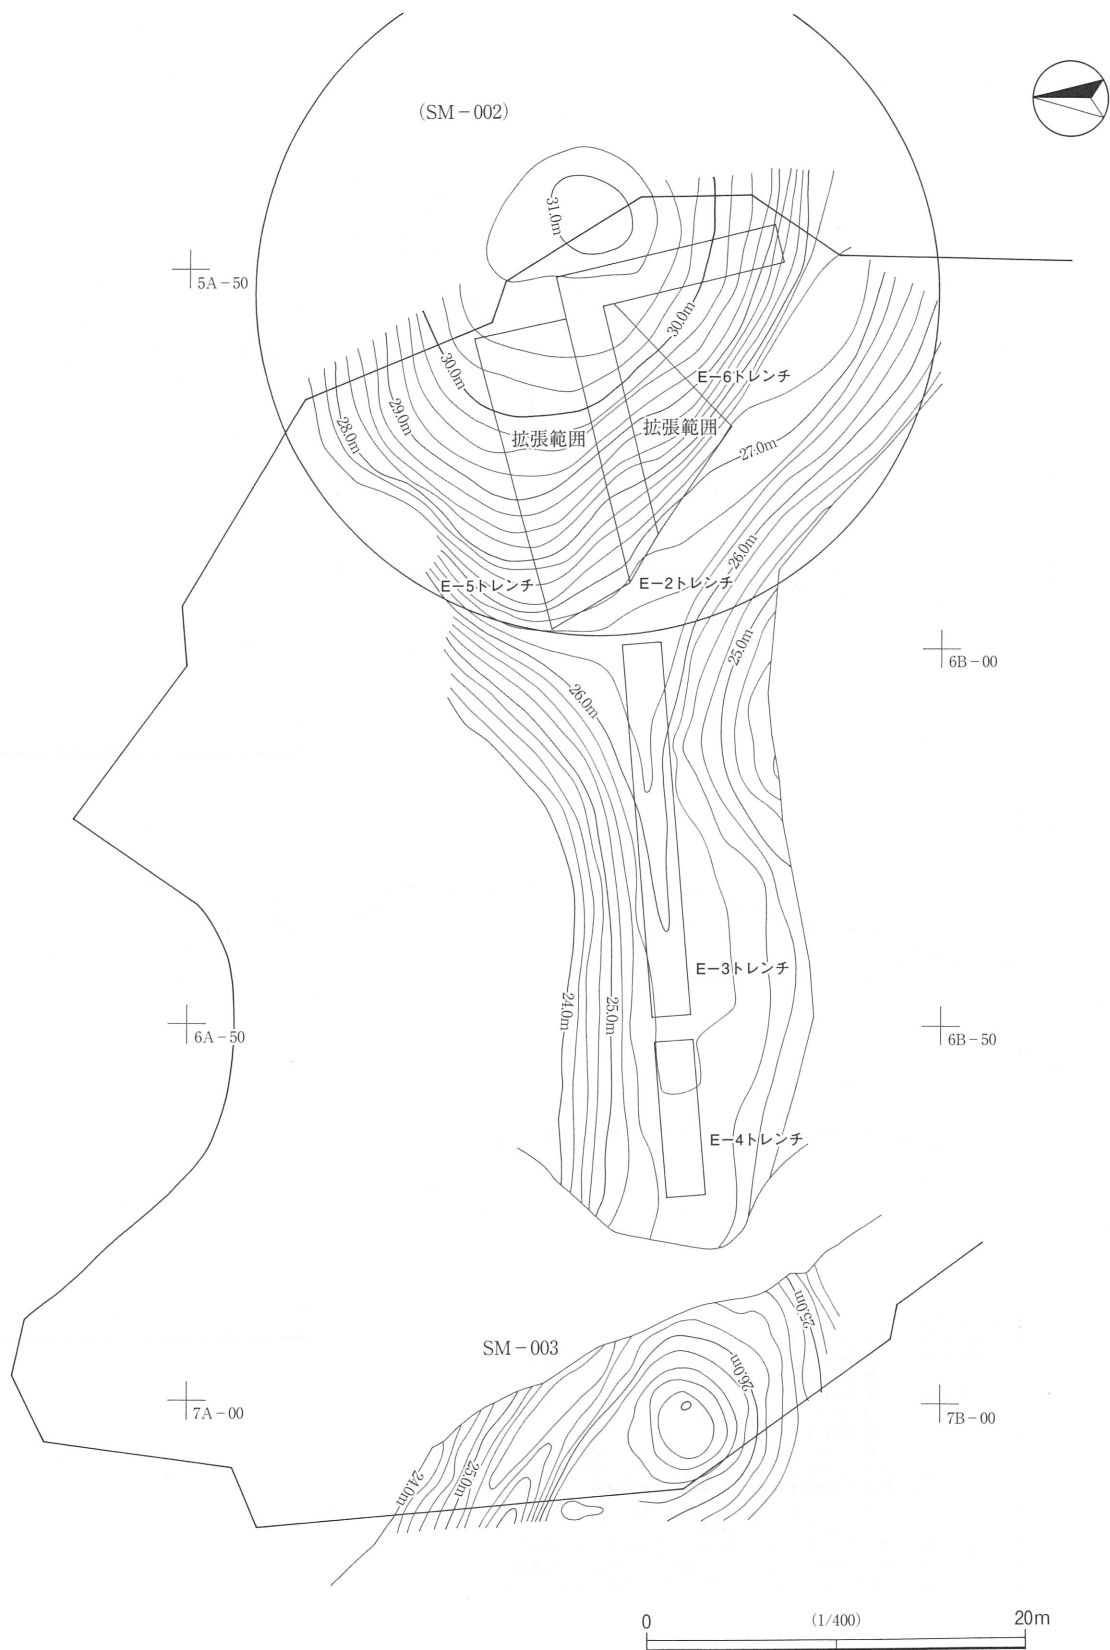 (SM-002)
31.0m
5A-50
30.0m
30.0m
E-6トレンチ
29.0m
28.0m
拡張範囲
拡張範囲
27.0m
26.0m
E-5トレンチ
E-2トレンチ
25.0m
6B-00
26.0m
E-3トレンチ
24.0m
25.0m
6A-50
6B-50
E-4トレンチ
25.0m
SM-003
26.0m
7A-00
7B-00
24.0m
25.0m
0
(1/400)
20m